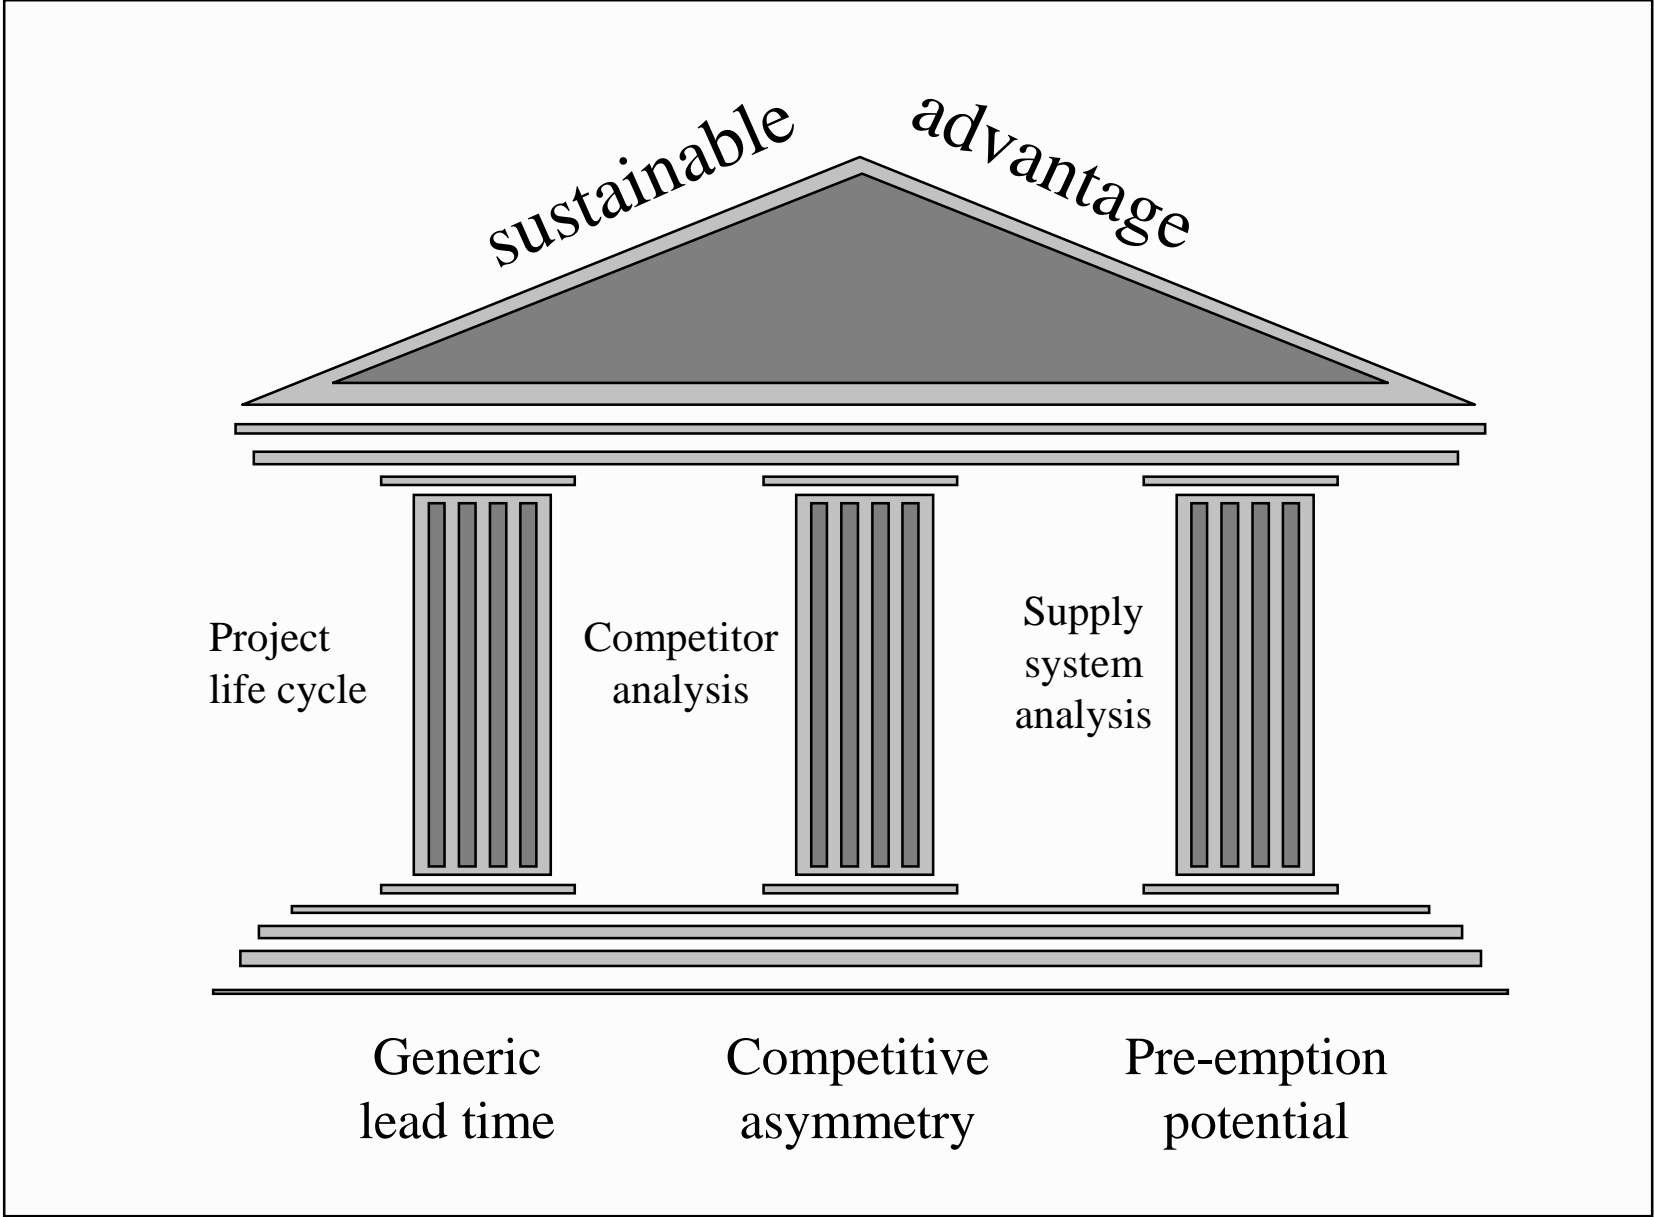 sustainable advantage
Project
life cycle
Competitor
analysis
Supply
system
analysis
Generic
lead time
Competitive
asymmetry
Pre-emption
potential